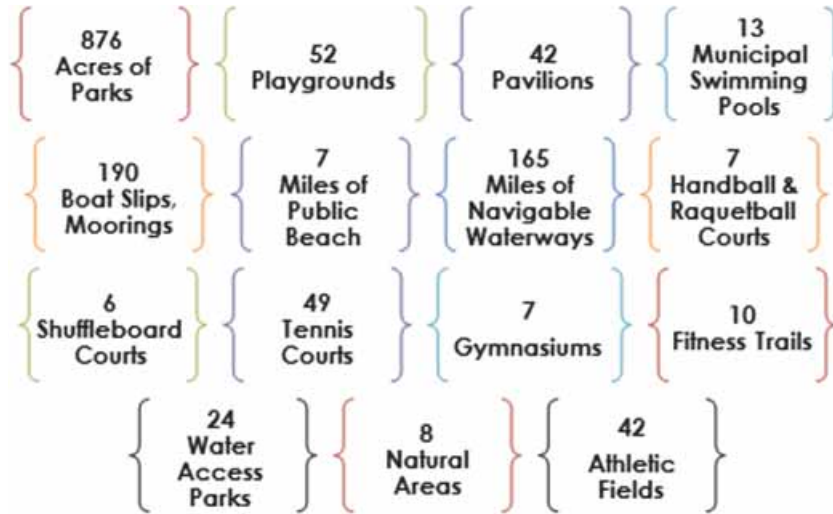 876
Acres of
Parks
52
Playgrounds
42
Pavilions
13
Municipal
Swimming
Pools
190
Boat Slips,
Moorings
7
Miles of
Public
Beach
165
Miles of
Navigable
Waterways
7
Handball &
Raquetball
Courts
6
Shuffleboard
Courts
49
Tennis
Courts
7
Gymnasiums
10
Fitness Trails
24
Water
Access
Parks
8
Natural
Areas
42
Athletic
Fields